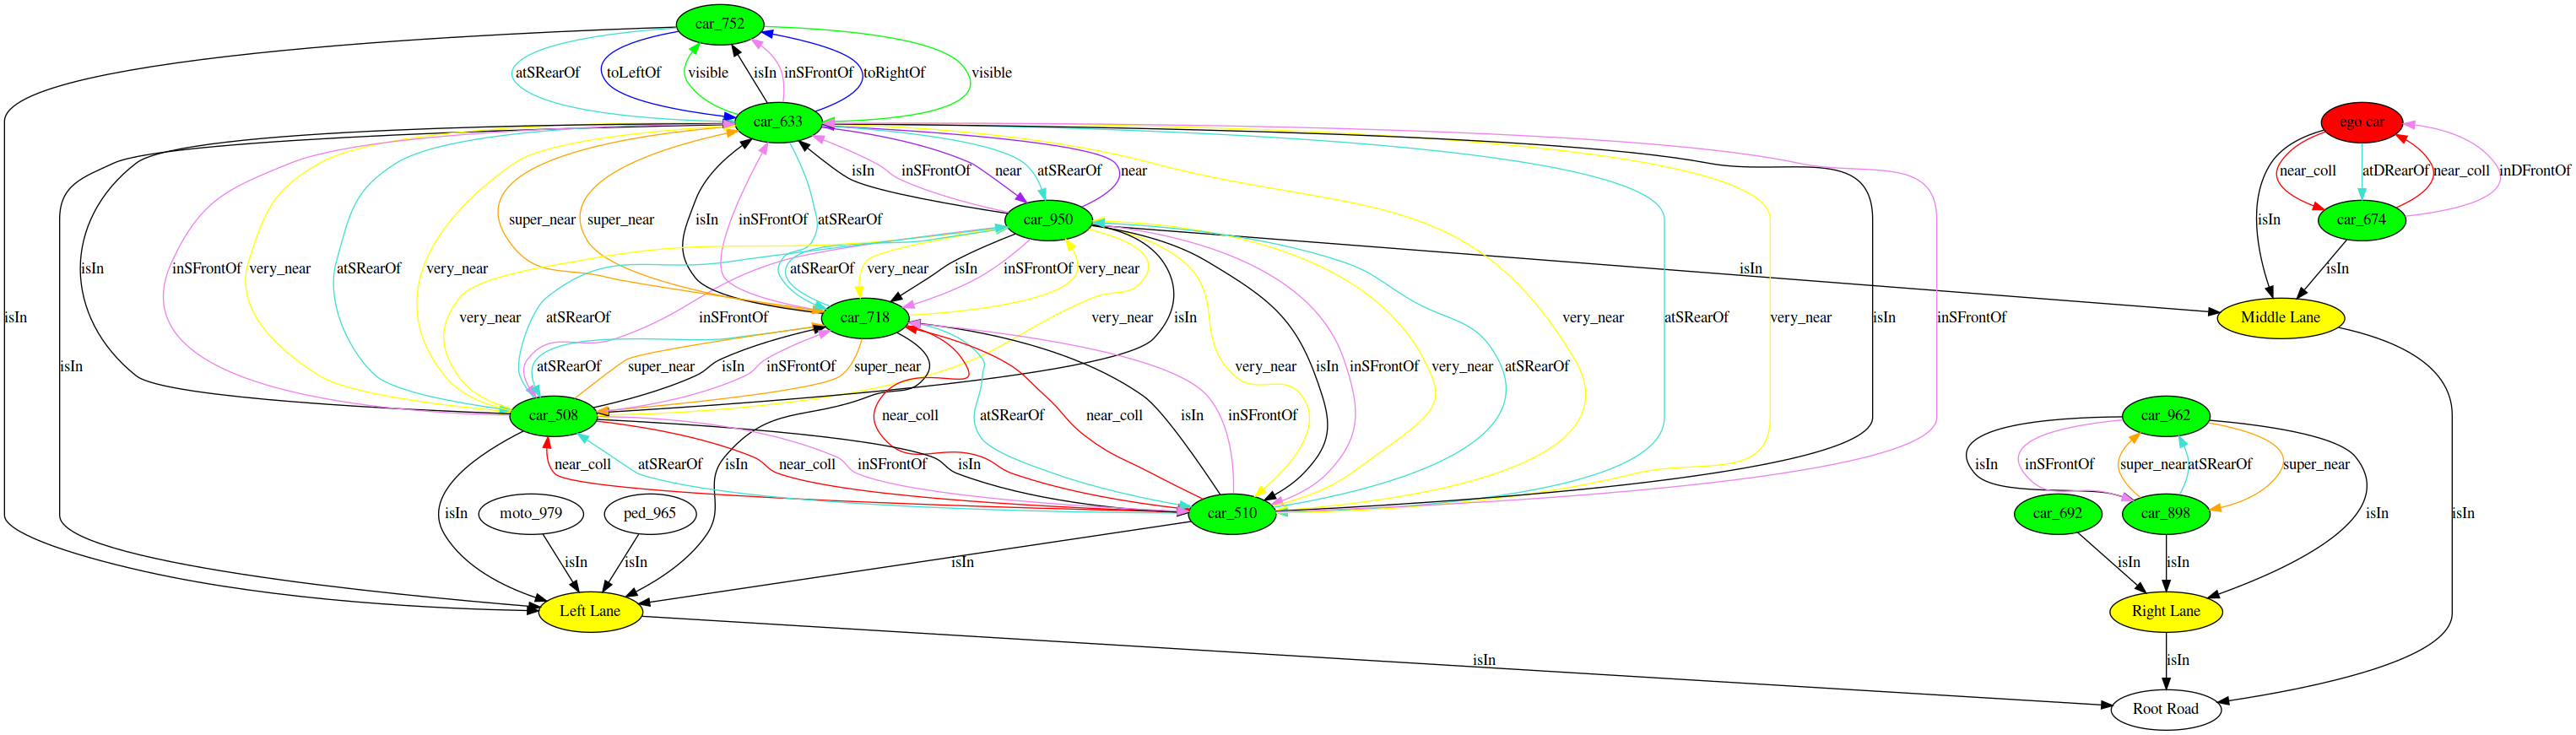 car_752
atSRearOf toLeftOf visible isIn inSFrontOf toRightOf visible
car_633 ego car
isIn inSFrontOf near atSRearOf near near_coll atDRearOf near_coll inDFrontOf
super_near super_near isIn inSFrontOf atSRearOf car_950 isIn car_674
isIn inSFrontOf very_near atSRearOf very_near atSRearOf very_near isIn inSFrontOf very_near isIn isIn
isIn very_near atSRearOf inSFrontOf car_718 very_near isIn very_near atSRearOf very_near isIn inSFrontOf Middle Lane
isIn atSRearOf super_near isIn inSFrontOf super_near very_near isIn inSFrontOf very_near atSRearOf
car_508 near_coll atSRearOf near_coll isIn inSFrontOf car_962
near_coll atSRearOf isIn near_coll inSFrontOf isIn isIn inSFrontOf super_near atSRearOf super_near
isIn moto_979 ped_965 car_510 car_692 car_898 isIn isIn
isIn isIn isIn isIn isIn
Left Lane Right Lane
isIn isIn
Root Road